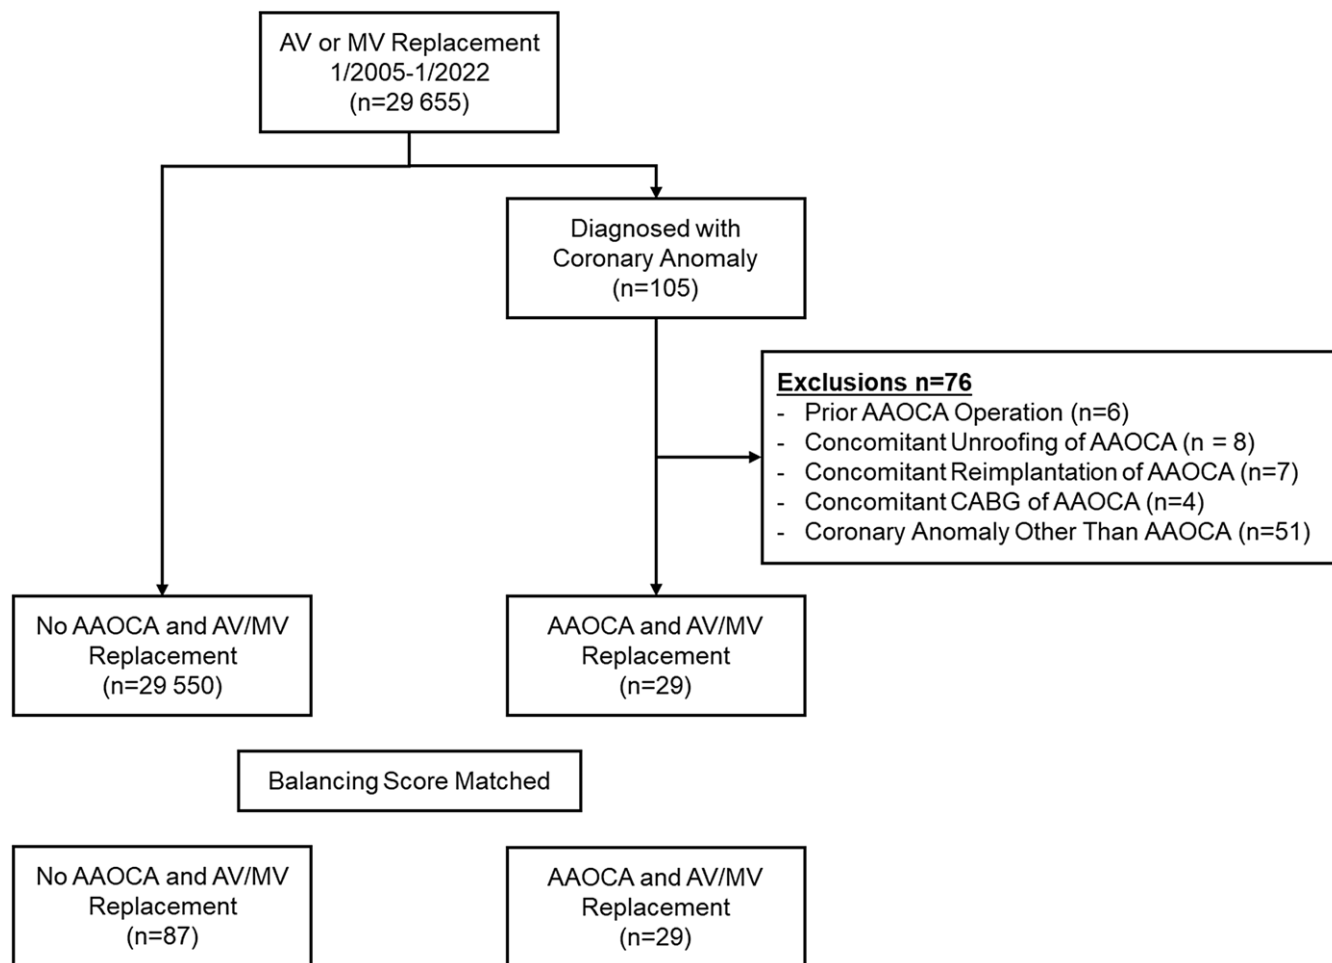 AV or MV Replacement
1/2005-1/2022
(n=29 655)
Diagnosed with
Coronary Anomaly
(n=105)
Exclusions n=76
- Prior AAOCA Operation (n=6)
- Concomitant Unroofing of AAOCA (n = 8)
- Concomitant Reimplantation of AAOCA (n=7)
- Concomitant CABG of AAOCA (n=4)
- Coronary Anomaly Other Than AAOCA (n=51)
No AAOCA and AV/MV
Replacement
(n=29 550)
AAOCA and AV/MV
Replacement
(n=29)
Balancing Score Matched
No AAOCA and AV/MV
Replacement
(n=87)
AAOCA and AV/MV
Replacement
(n=29)